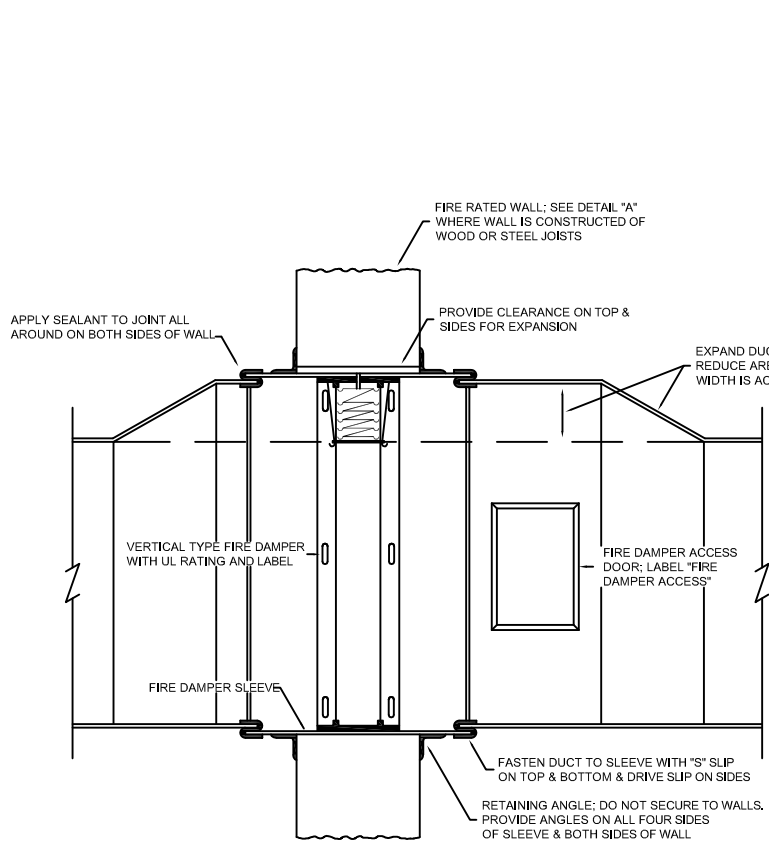 FIRE RATED WALL; SEE DETAIL "A"
WHERE WALL IS CONSTRUCTED OF
WOOD OR STEEL JOISTS
APPLY SEALANT TO JOINT ALL
AROUND ON BOTH SIDES OF WALL
PROVIDE CLEARANCE ON TOP &
SIDES FOR EXPANSION
EXPAND
REDUCE
WIDTH IS
VERTICAL TYPE FIRE DAMPER
WITH UL RATING AND LABEL
FIRE DAMPER ACCESS
DOOR; LABEL "FIRE
DAMPER ACCESS"
FIRE DAMPER SLEEVE
FASTEN DUCT TO SLEEVE WITH "S" SLIP
ON TOP & BOTTOM & DRIVE SLIP ON SIDES
RETAINING ANGLE; DO NOT SECURE TO WALLS.
PROVIDE ANGLES ON ALL FOUR SIDES
OF SLEEVE & BOTH SIDES OF WALL